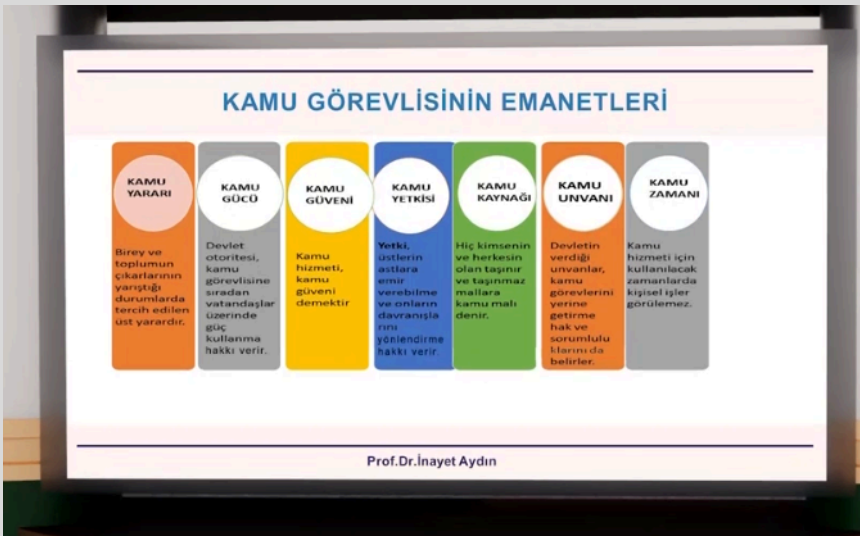 KAMU GÖREVLİSİNİN EMANETLERİ
KAMU
YARARI
Birey ve
toplumun
çıkarlarının
yarıştığı
durumlarda
tercih edilen
üst yarardır.
KAMU
GÜCÜ
Devlet
otoritesi,
kamu
görevlisine
sıradan
vatandaşlar
üzerinde
güç
kullanma
hakkı verir.
KAMU
GÜVENİ
Kamu
hizmeti,
kamu
güveni
demektir
KAMU
YETKİSİ
Yetki,
üstlerin
astlara
emir
verebilme
ve onların
davranışla
rını
yönlendirme
hakkı verir.
KAMU
KAYNAĞI
Hiç kimsenin
ve herkesin
olan taşınır
ve taşınmaz
mallara
kamu malı
denir.
KAMU
UNVANI
Devletin
verdiği
unvanlar,
kamu
görevlerini
yerine
getirme
hak ve
sorumlulu
klarını da
belirler.
KAMU
ZAMANI
Kamu
hizmeti için
kullanılacak
zamanlarda
kişisel işler
görülemez.
Prof.Dr.İnayet Aydın